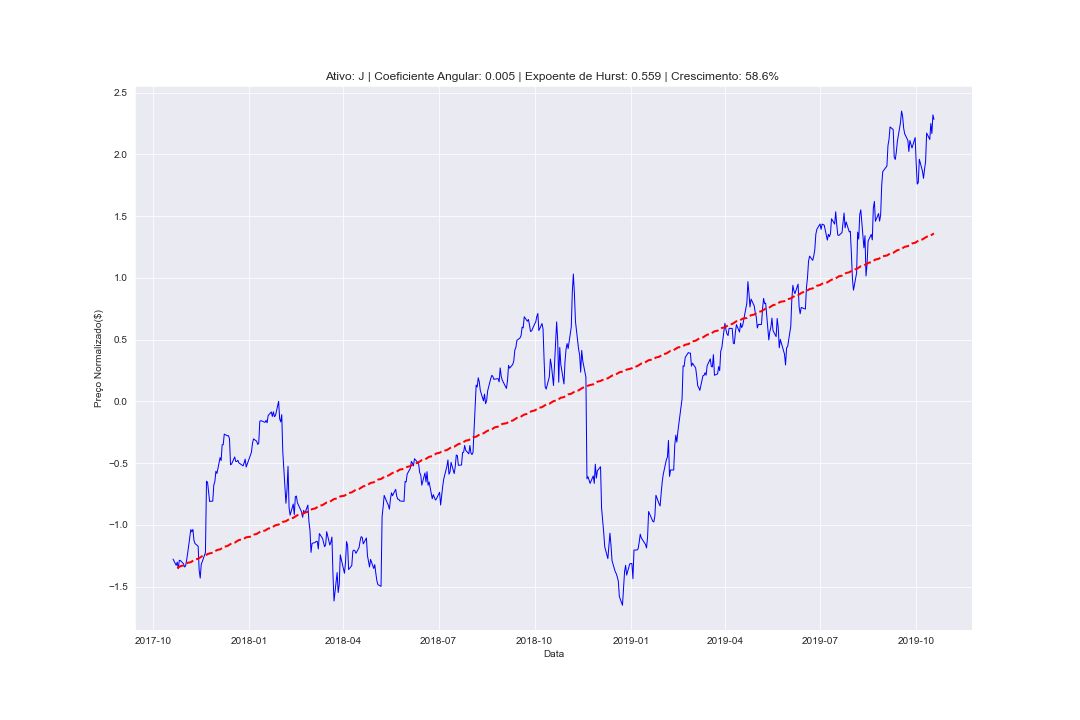 Ativo: J | Coeficiente Angular: 0.005 | Expoente de Hurst: 0.559 | Crescimento: 58.6%
Preço Normalizado($)
2.5
2.0
1.5
1.0
0.5
0.0
−0.5
−1.0
−1.5
2017-10 2018-01 2018-04 2018-07 2018-10 2019-01 2019-04 2019-07 2019-10
Data